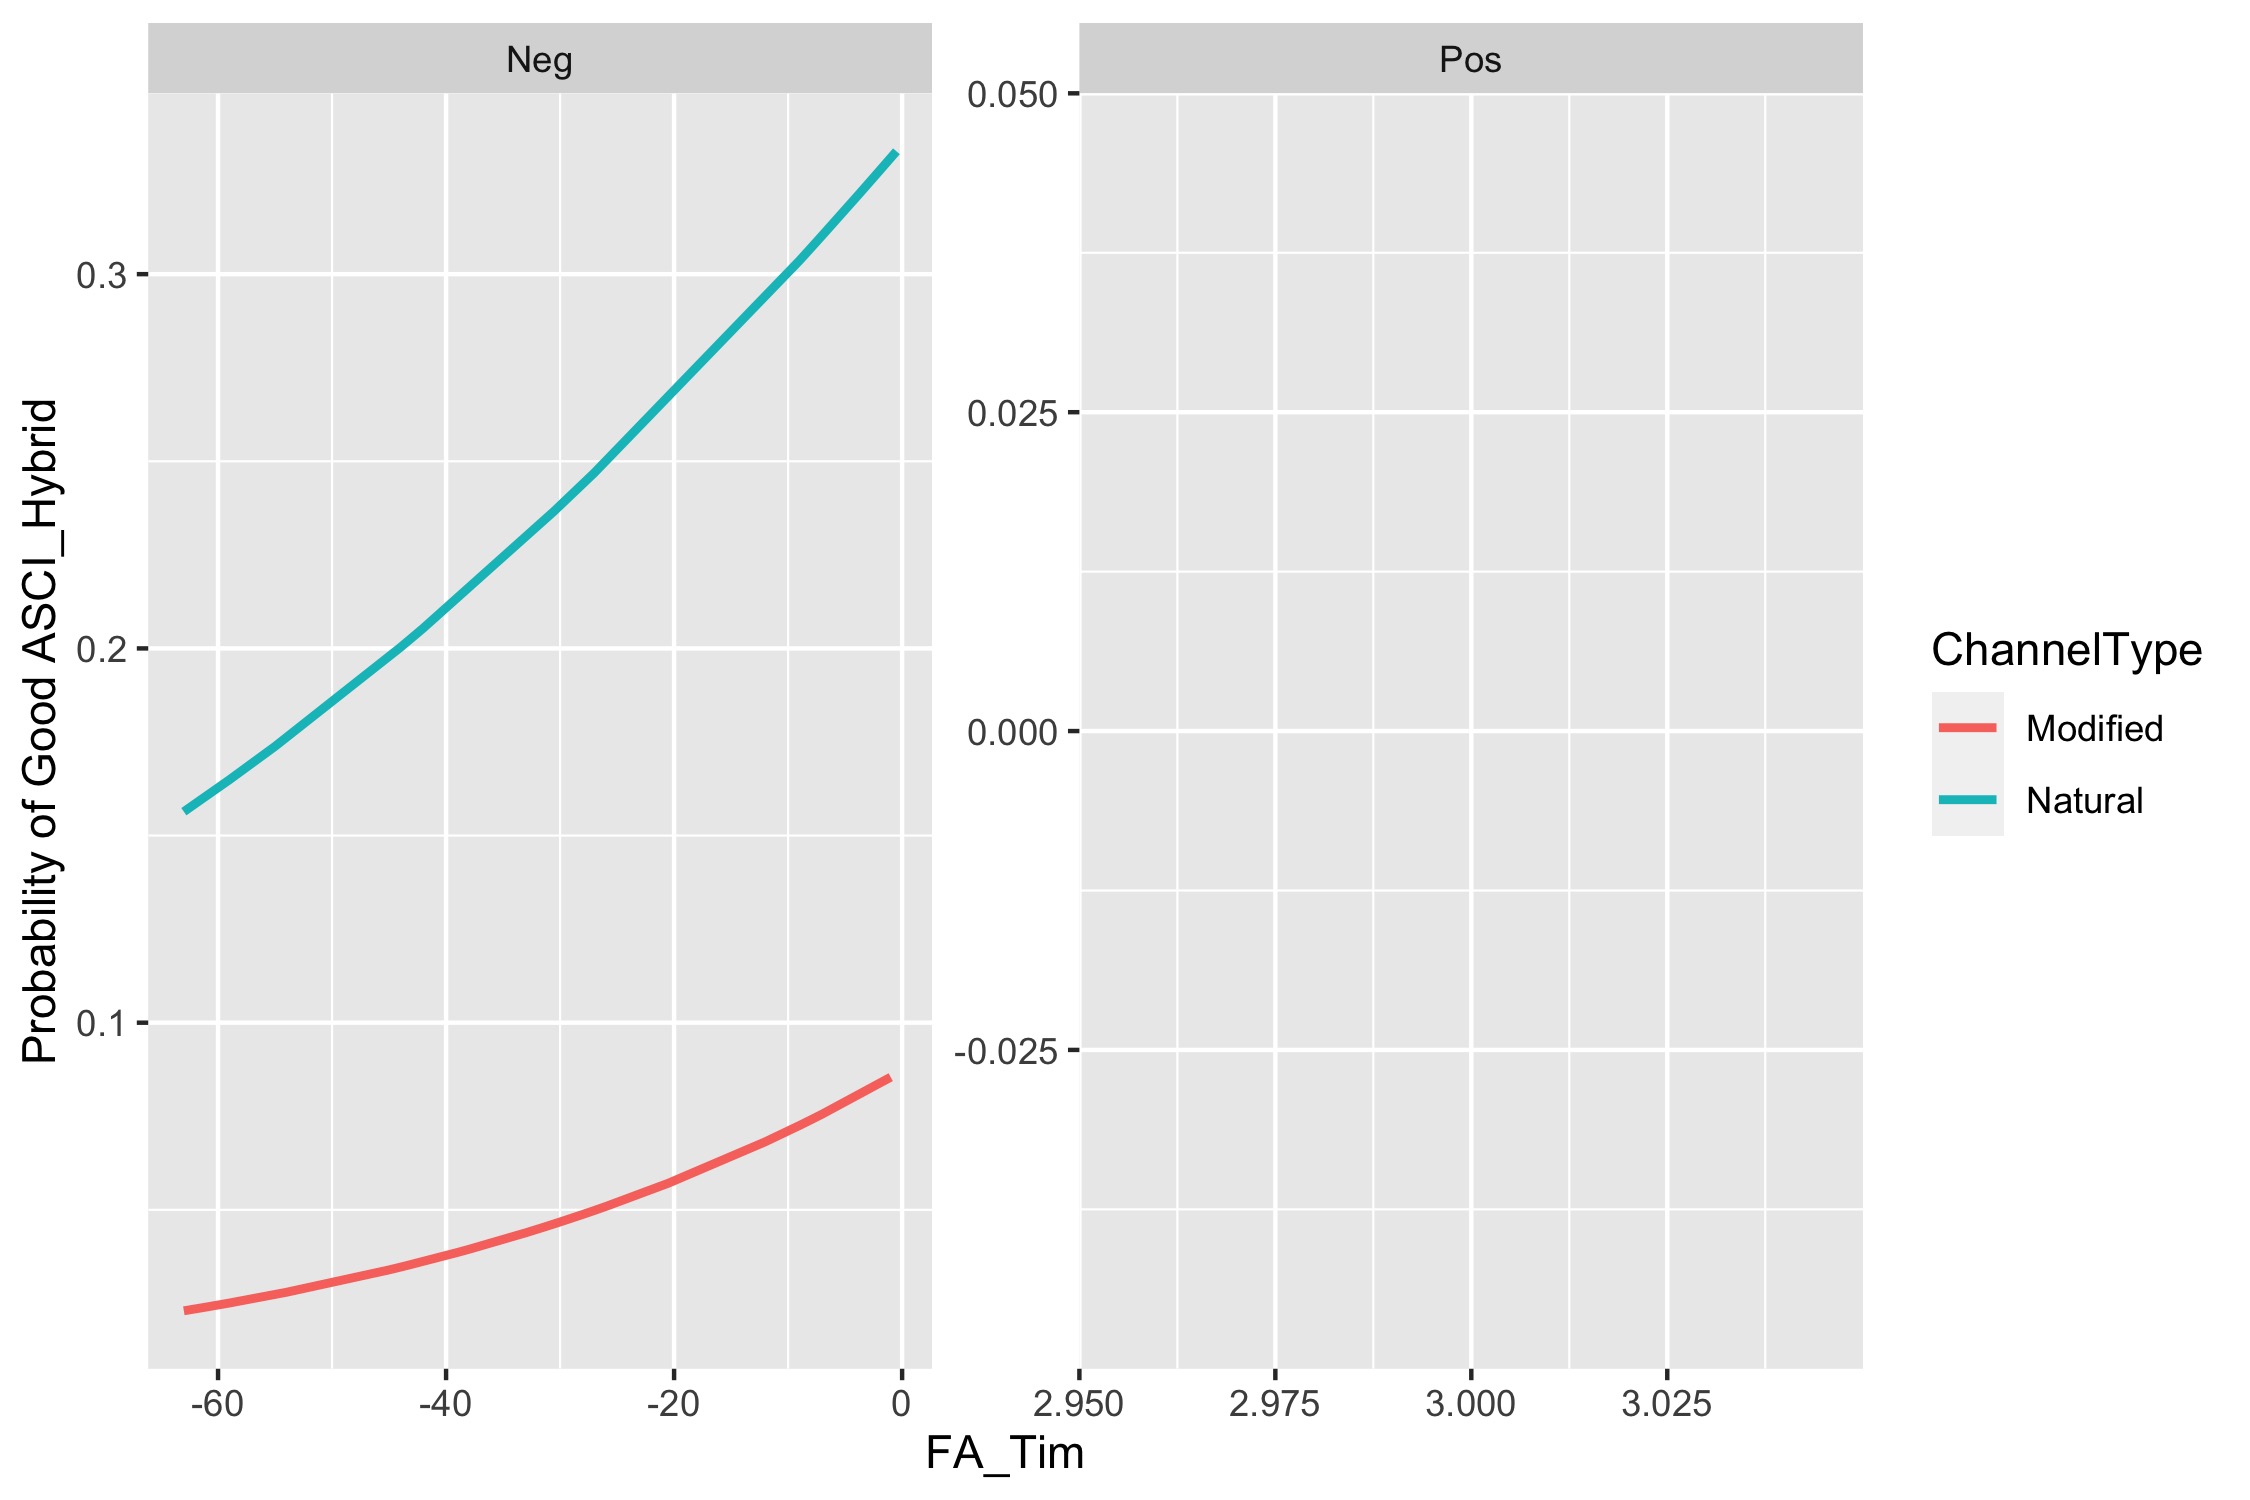 Neg
Pos
Probability of Good ASCI_Hybrid
0.3
0.2
0.1
0.050
0.025
0.000
-0.025
-60
-40
-20
0
2.950
2.975
3.000
3.025
FA_Tim
ChannelType
Modified
Natural